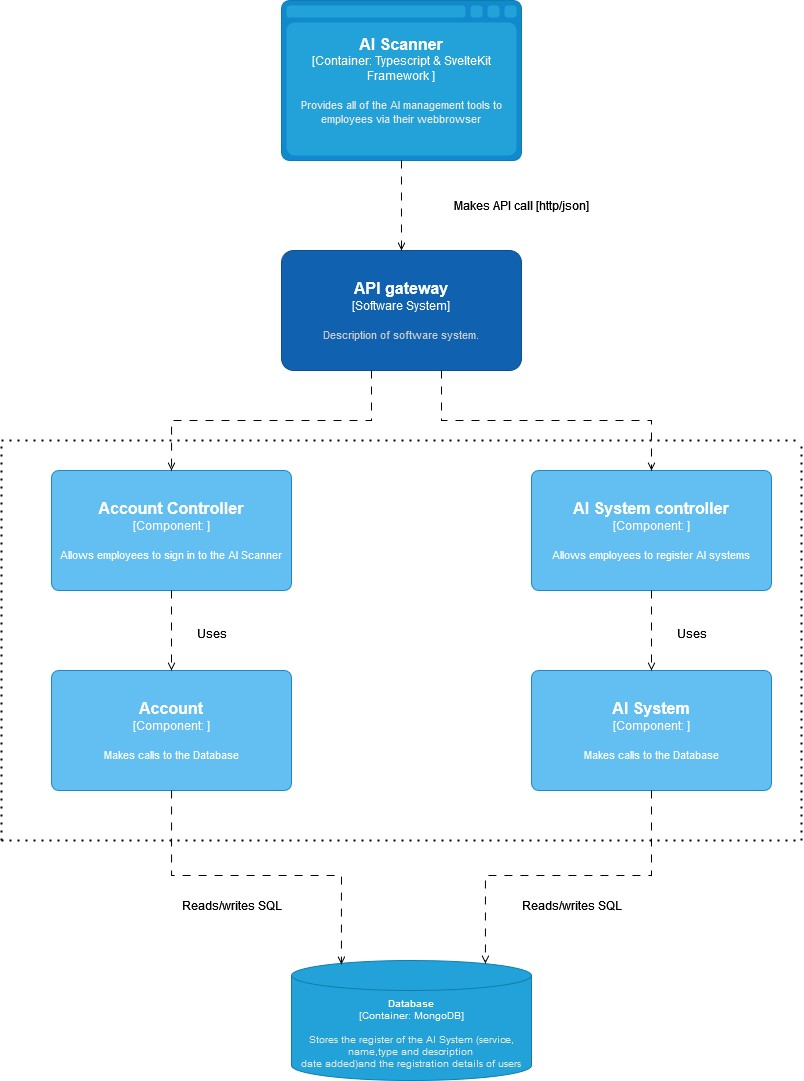 AI Scanner
[Container: Typescript & SvelteKit
Framework ]
Provides all of the AI management tools to
employees via their webbrowser
Makes API call [http/json]
API gateway
[Software System]
Description of software system.
Account Controller
[Component: ]
Allows employees to sign in to the AI Scanner
AI System controller
[Component: ]
Allows employees to register AI systems
Uses
Uses
Account
[Component: ]
Makes calls to the Database
AI System
[Component: ]
Makes calls to the Database
Reads/writes SQL
Reads/writes SQL
Database
[Container: MongoDB]
Stores the register of the AI System (service,
name,type and description
date added)and the registration details of users